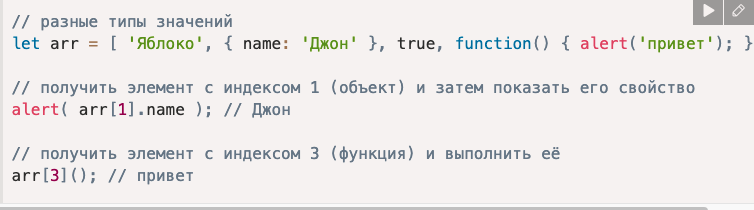 // разные типы значений
let arr = [ 'Яблоко', { name: 'Джон' }, true, function() { alert('привет'); }
// получить элемент с индексом 1 (объект) и затем показать его свойство
alert( arr[1].name ); // Джон
// получить элемент с индексом 3 (функция) и выполнить её
arr[3](); // привет